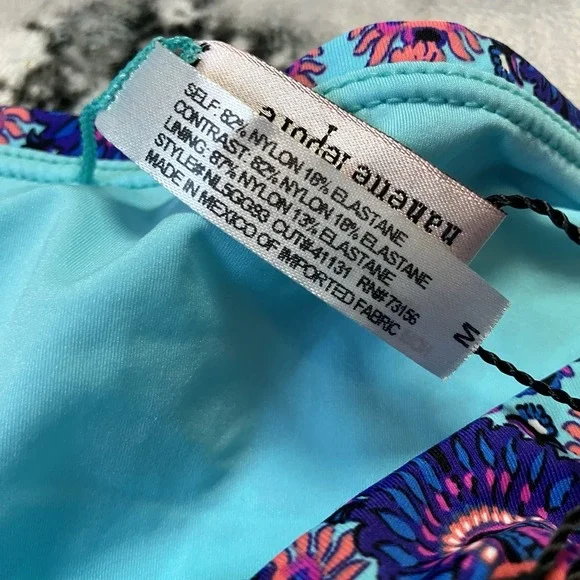 nanette lepore
SELF: 82% NYLON 18% ELASTANE
CONTRAST: 82% NYLON 18% ELASTANE
LINING: 87% NYLON 13% ELASTANE
STYLE# NL5GG93 CUT#41131 RN# 73156
MADE IN MEXICO OF IMPORTED FABRIC
M